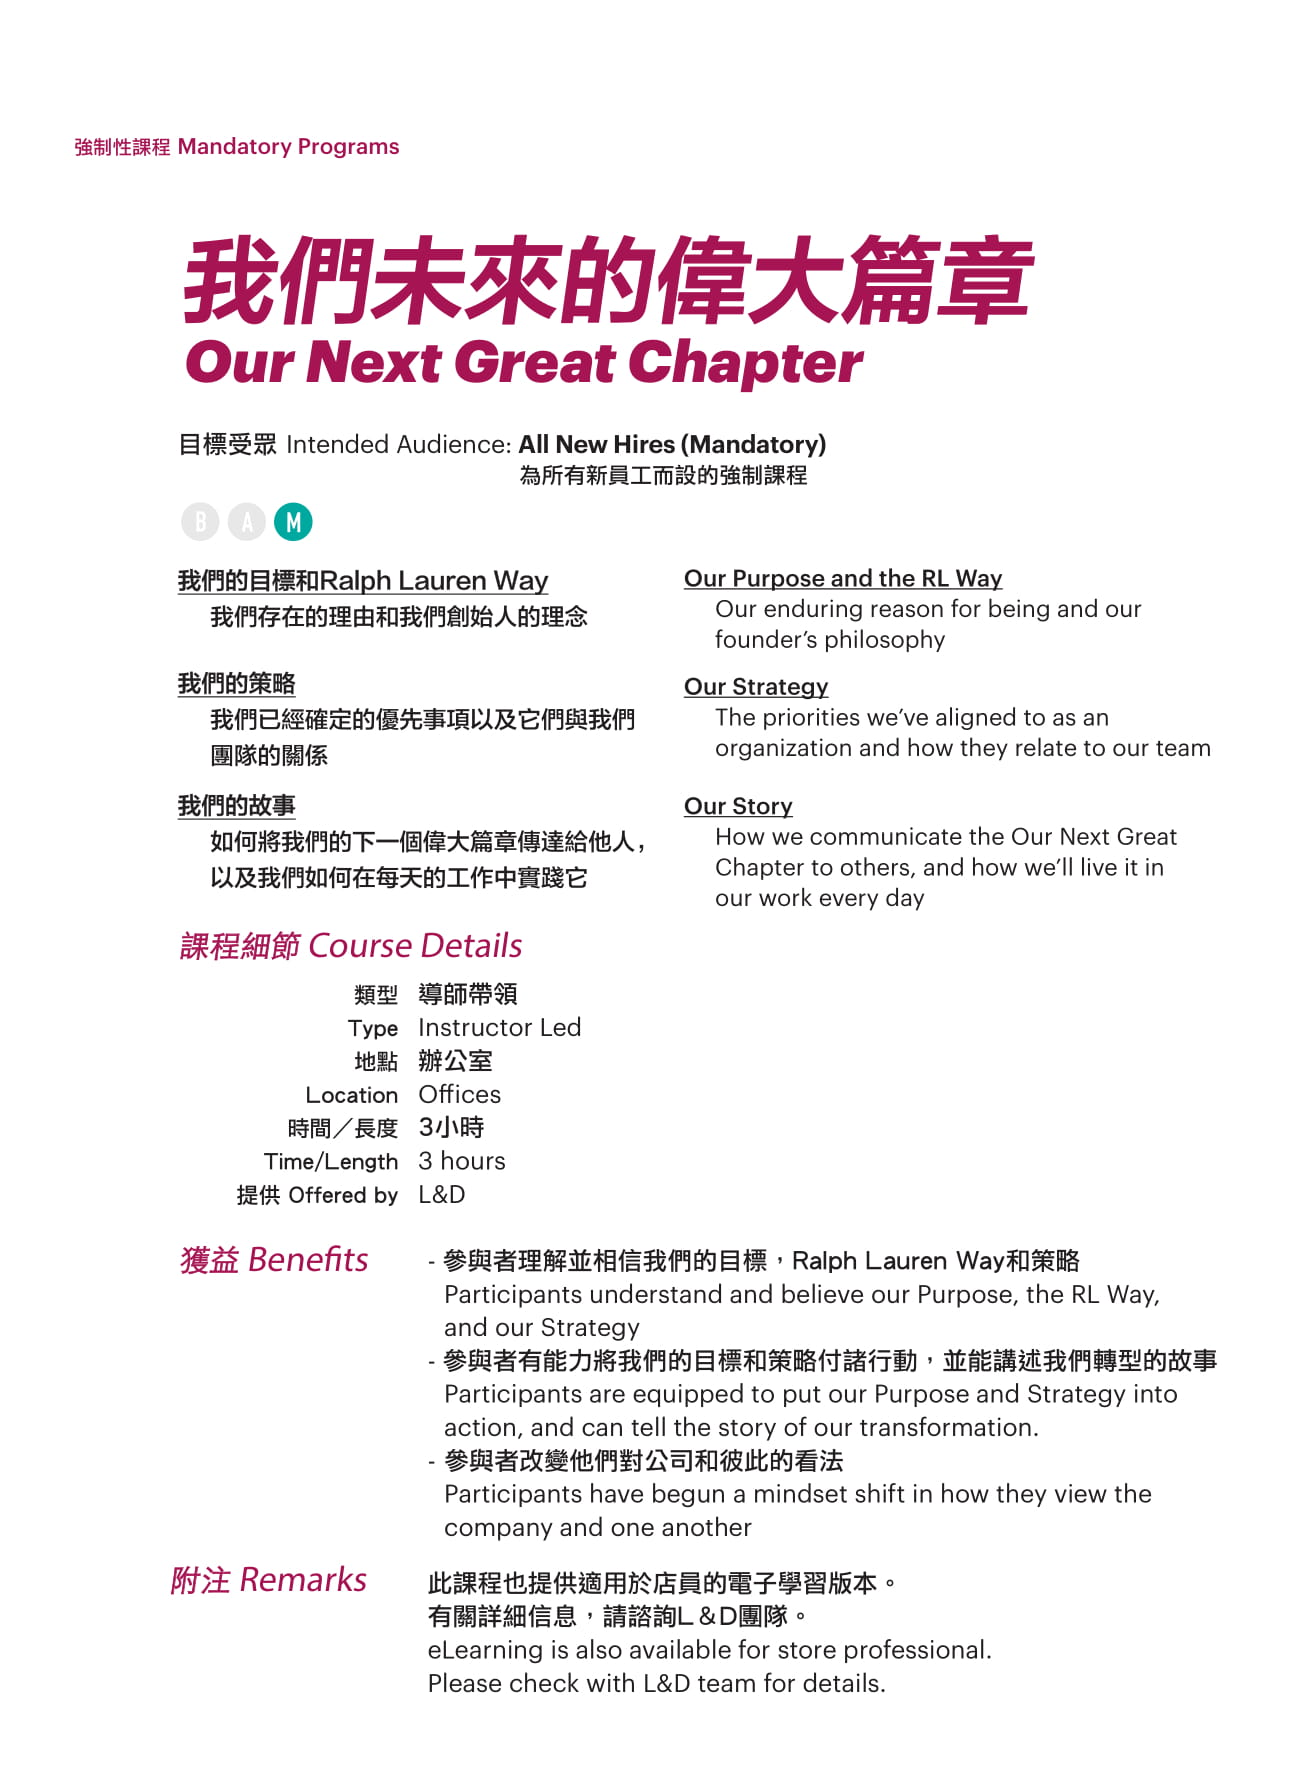 強制性課程 Mandatory Programs
我們未來的偉大篇章
Our Next Great Chapter
目標受眾 Intended Audience: All New Hires (Mandatory)
為所有新員工而設的強制課程
B A M
我們的目標和Ralph Lauren Way
我們存在的理由和我們創始人的理念
我們的策略
我們已經確定的優先事項以及它們與我們
團隊的關係
我們的故事
如何將我們的下一個偉大篇章傳達給他人，
以及我們如何在每天的工作中實踐它
Our Purpose and the RL Way
Our enduring reason for being and our
founder’s philosophy
Our Strategy
The priorities we’ve aligned to as an
organization and how they relate to our team
Our Story
How we communicate the Our Next Great
Chapter to others, and how we’ll live it in
our work every day
課程細節 Course Details
類型 導師帶領
Type Instructor Led
地點 辦公室
Location Offices
時間／長度 3小時
Time/Length 3 hours
提供 Offered by L&D
獲益 Benefits
- 參與者理解並相信我們的目標，Ralph Lauren Way和策略
Participants understand and believe our Purpose, the RL Way,
and our Strategy
- 參與者有能力將我們的目標和策略付諸行動，並能講述我們轉型的故事
Participants are equipped to put our Purpose and Strategy into
action, and can tell the story of our transformation.
- 參與者改變他們對公司和彼此的看法
Participants have begun a mindset shift in how they view the
company and one another
附注 Remarks
此課程也提供適用於店員的電子學習版本。
有關詳細信息，請諮詢L＆D團隊。
eLearning is also available for store professional.
Please check with L&D team for details.